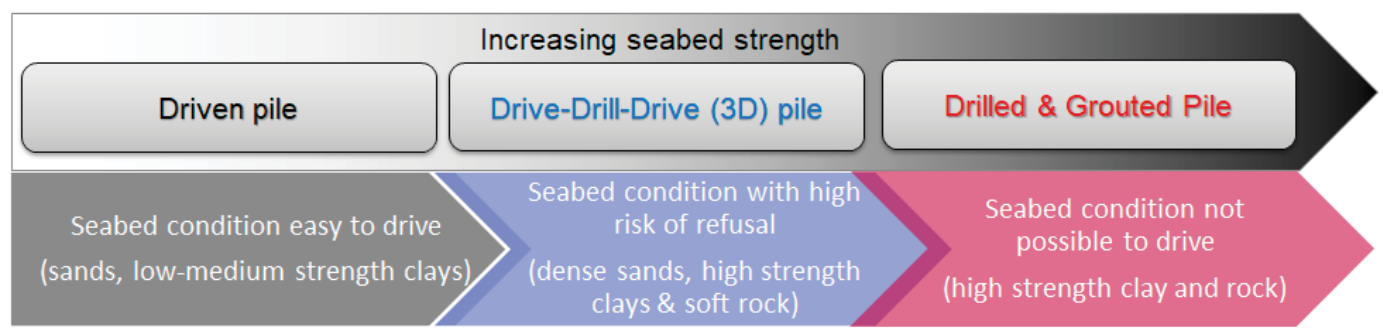 Increasing seabed strength
Driven pile
Drive-Drill-Drive (3D) pile
Drilled & Grouted Pile
Seabed condition easy to drive
(sands, low-medium strength clays)
Seabed condition with high
risk of refusal
(dense sands, high strength
clays & soft rock)
Seabed condition not
possible to drive
(high strength clay and rock)